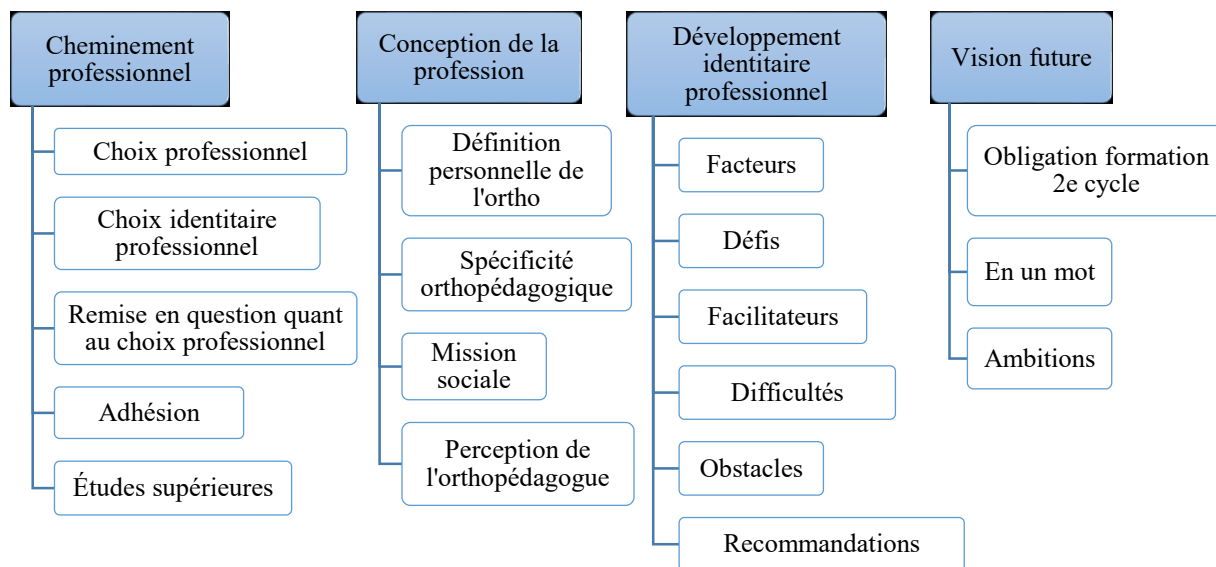 Cheminement
professionnel
Choix professionnel
Choix identitaire
professionnel
Remise en question quant
au choix professionnel
Adhésion
Études supérieures
Conception de la
profession
Définition
personnelle de
l'ortho
Spécificité
orthopédagogique
Mission
sociale
Perception de
l'orthopédagogue
Développement
identitaire
professionnel
Facteurs
Défis
Facilitateurs
Difficultés
Obstacles
Recommandations
Vision future
Obligation formation
2e cycle
En un mot
Ambitions